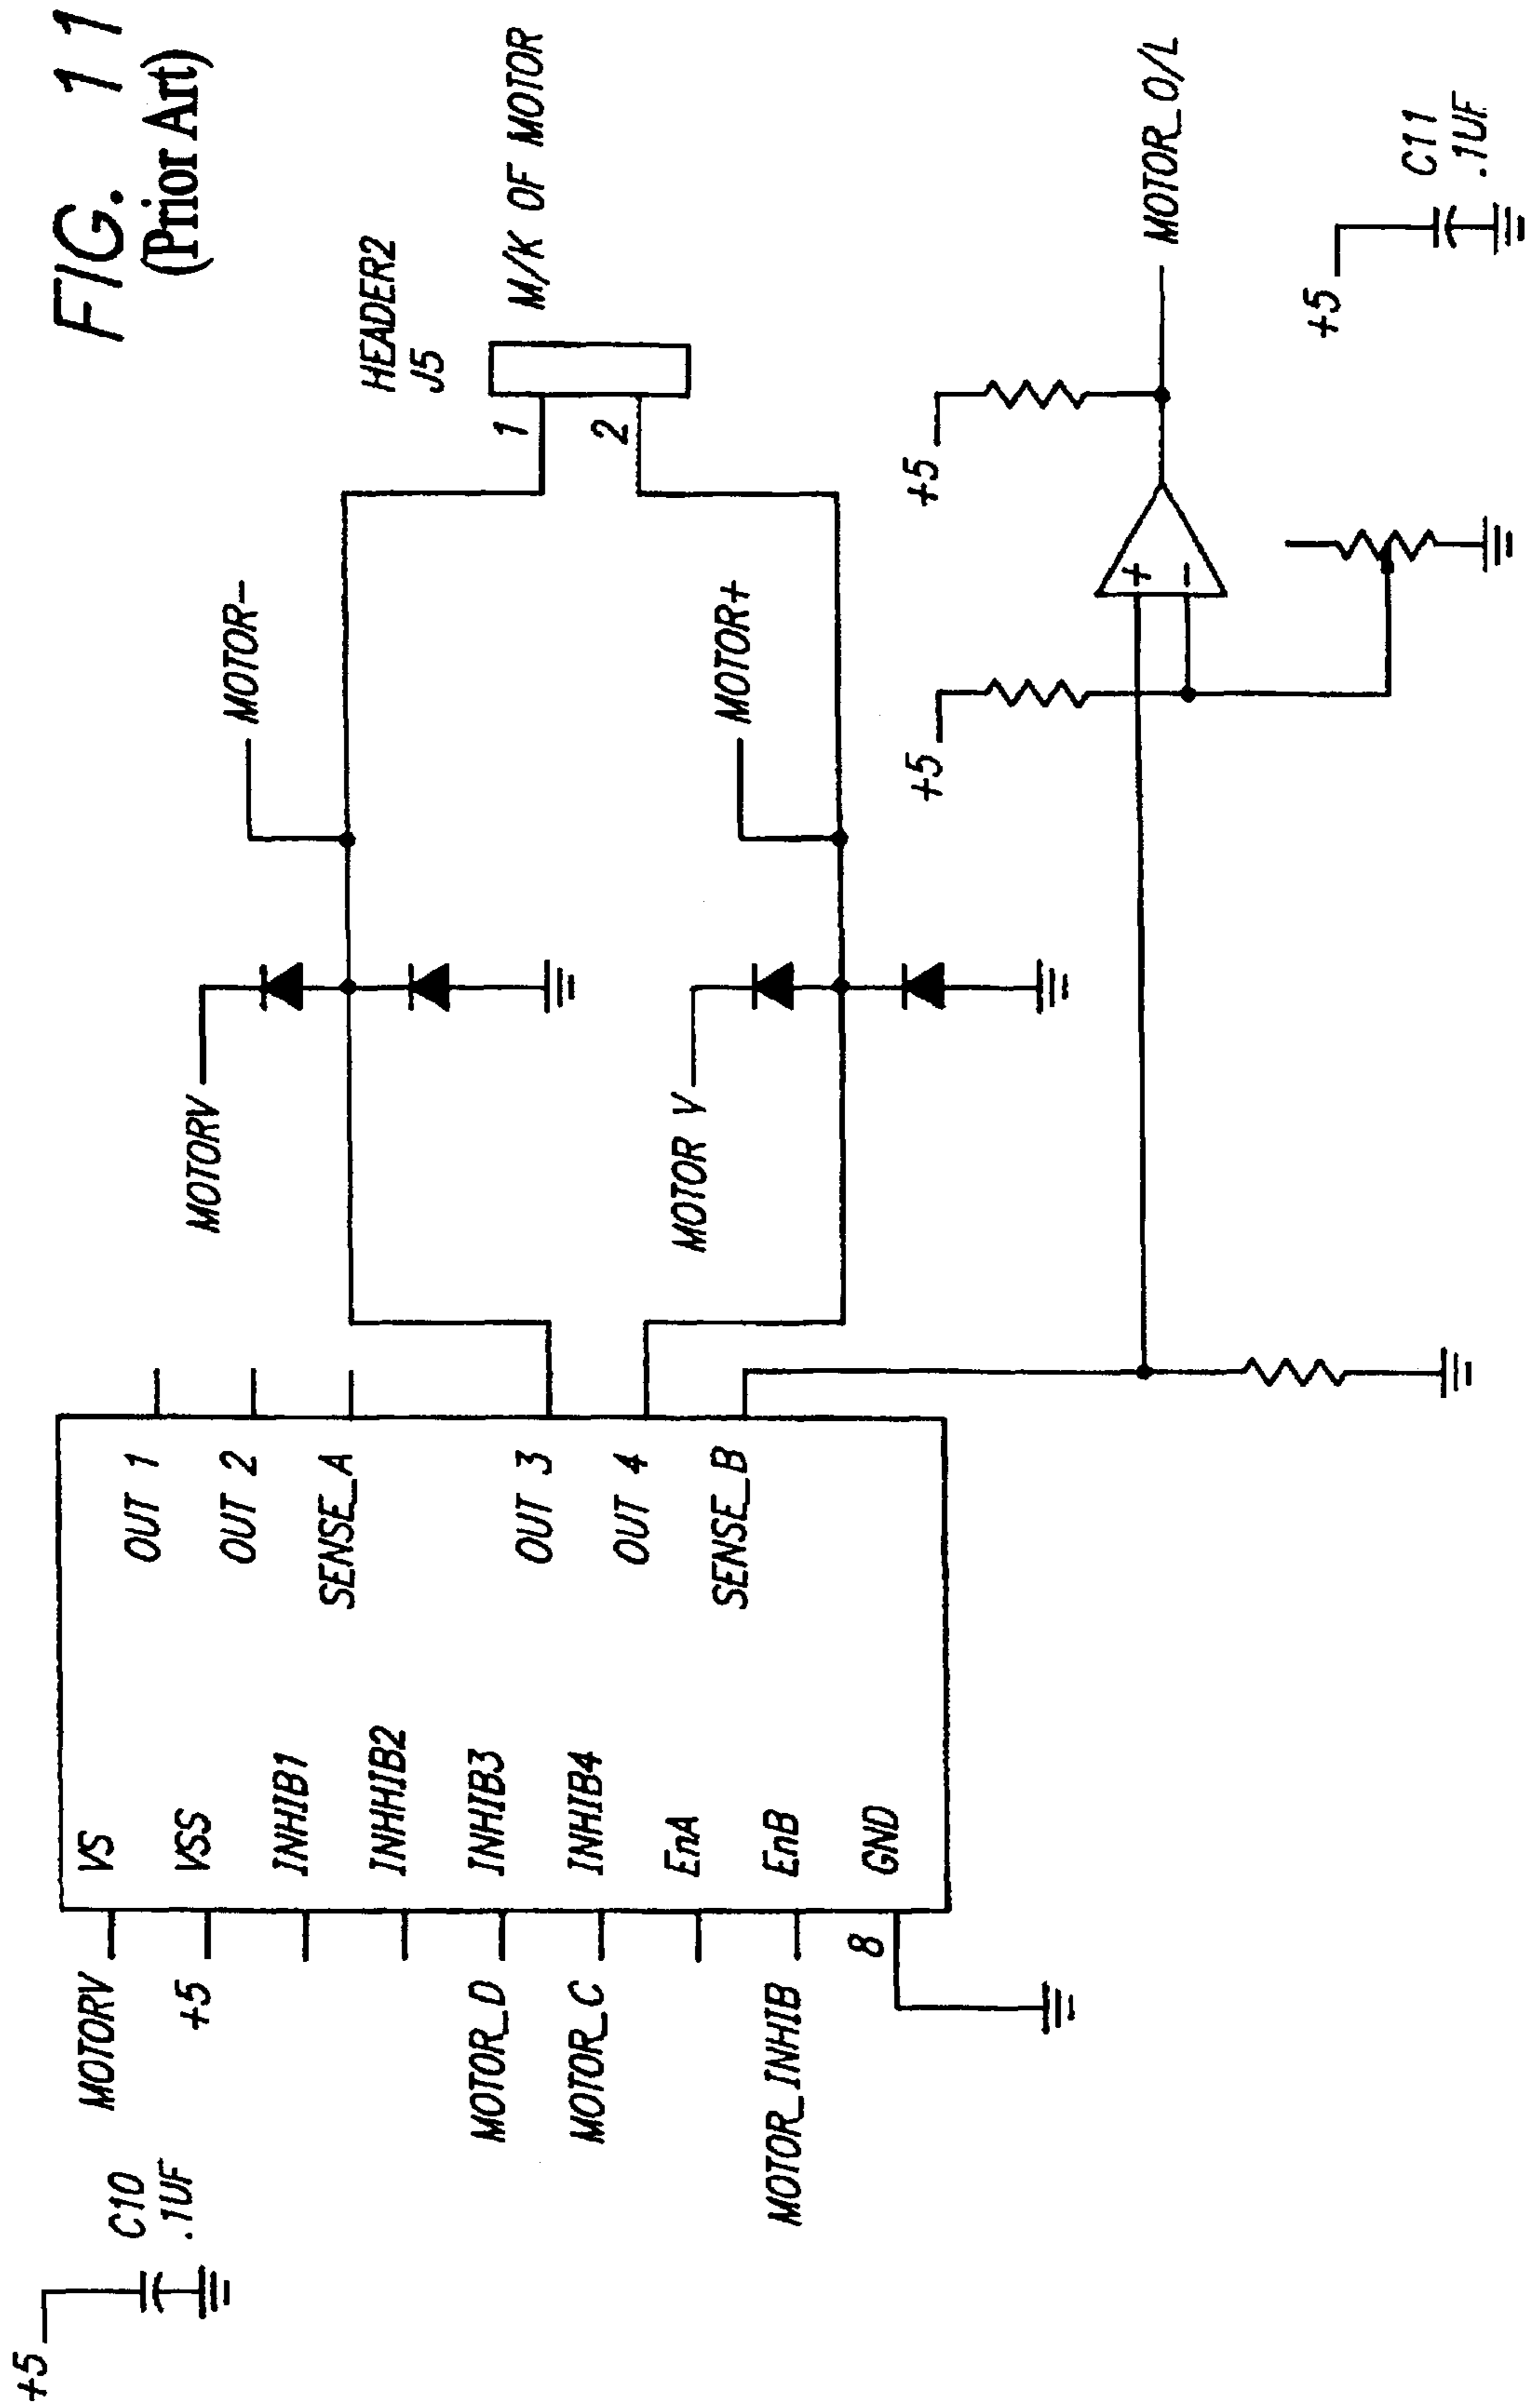 FIG. 11
(Prior Art)
+5
C10
.1UF
MOTORV
+5
MOTOR_D
MOTOR_C
MOTOR_INHIB
8
VS
VSS
INHIB1
INHHIB2
INHIB3
INHIB4
EnA
EnB
GND
OUT 1
OUT 2
SENSE_A
OUT 3
OUT 4
SENSE_B
MOTORV
MOTOR V
MOTOR-
MOTOR+
HEADER2
J5
1
2
M/K OF MOTOR
+5
+5
+
-
MOTOR_O/L
+5
C11
.1UF